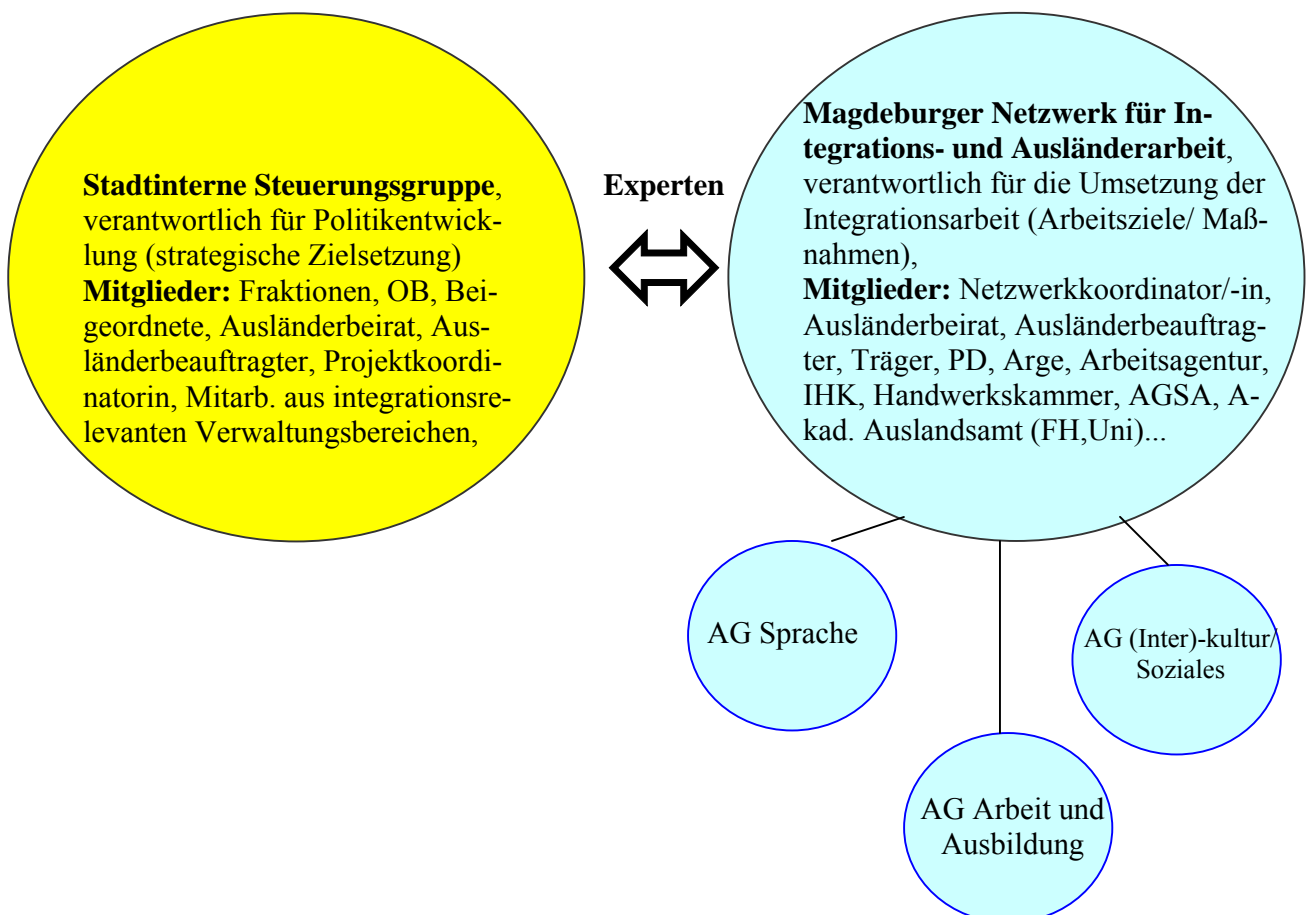 Stadtinterne Steuerungsgruppe,
verantwortlich für Politikentwick-
lung (strategische Zielsetzung)
Mitglieder: Fraktionen, OB, Bei-
geordnete, Ausländerbeirat, Aus-
länderbeauftragter, Projektkoordi-
natorin, Mitarb. aus integrationsre-
levanten Verwaltungsbereichen,
Experten
Magdeburger Netzwerk für In-
tegrations- und Ausländerarbeit,
verantwortlich für die Umsetzung der
Integrationsarbeit (Arbeitsziele/ Maß-
nahmen),
Mitglieder: Netzwerkkoordinator/-in,
Ausländerbeirat, Ausländerbeauftrag-
ter, Träger, PD, Arge, Arbeitsagentur,
IHK, Handwerkskammer, AGSA, A-
kad. Auslandsamt (FH,Uni)...
AG Sprache
AG (Inter)-kultur/
Soziales
AG Arbeit und
Ausbildung